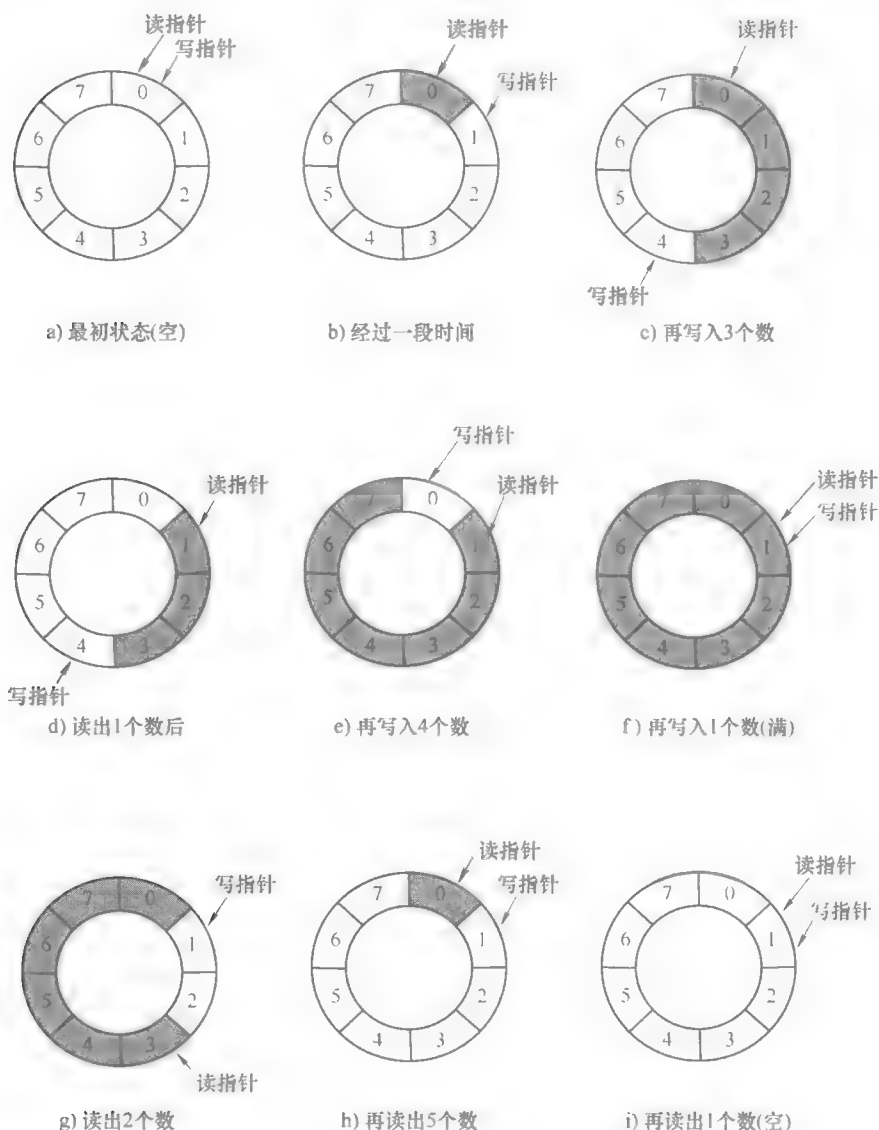 读指针
写指针
7 0
6 1
5 2
4 3
a) 最初状态(空)
读指针
写指针
7 0
6 1
5 2
4 3
b) 经过一段时间
读指针
7 0
6 1
5 2
4 3
写指针
c) 再写入3个数
读指针
7 0
6 1
5 2
4 3
写指针
d) 读出1个数后
写指针
读指针
7 0
6 1
5 2
4 3
e) 再写入4个数
读指针
写指针
7 0
6 1
5 2
4 3
f) 再写入1个数(满)
写指针
7 0
6 1
5 2
4 3
读指针
g) 读出2个数
读指针
写指针
7 0
6 1
5 2
4 3
h) 再读出5个数
读指针
写指针
7 0
6 1
5 2
4 3
i) 再读出1个数(空)